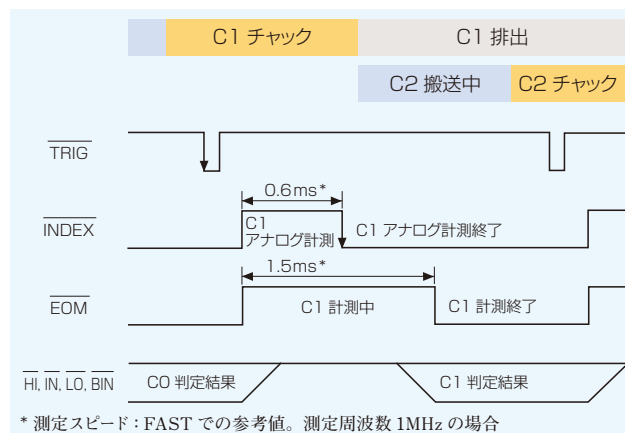 C1 チャック
C1 排出
C2 搬送中
C2 チャック
TRIG
0.6ms*
INDEX
C1
アナログ計測
C1 アナログ計測終了
1.5ms*
EOM
C1 計測中
C1 計測終了
HI, IN, LO, BIN
C0 判定結果
C1 判定結果
* 測定スピード：FAST での参考値。測定周波数 1MHz の場合